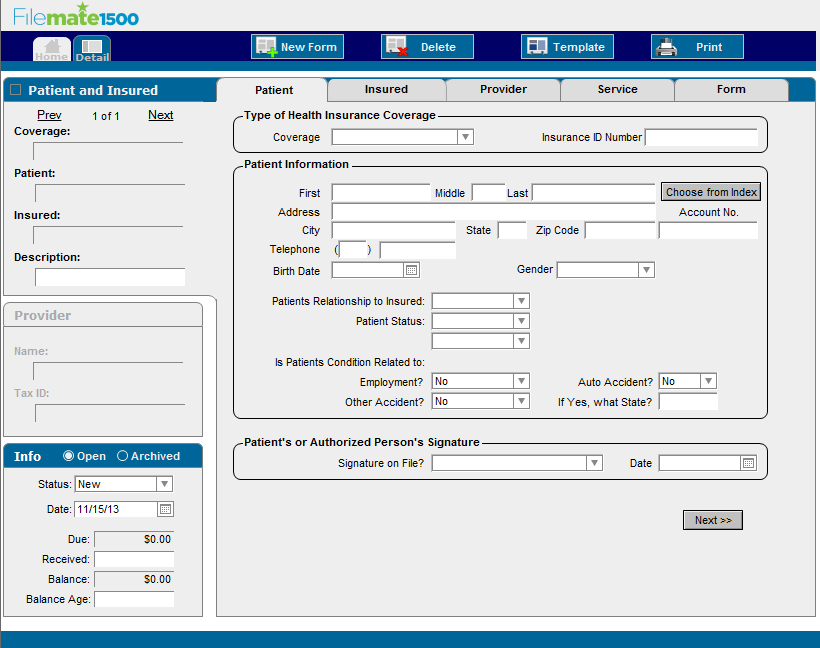 Filemate1500
Home Detail New Form Delete Template Print
Patient and Insured
Prev 1 of 1 Next
Coverage:
Patient:
Insured:
Description:
Provider
Name:
Tax ID:
Info Open Archived
Status: New
Date: 11/15/13
Due: $0.00
Received:
Balance: $0.00
Balance Age:
Patient Insured Provider Service Form
Type of Health Insurance Coverage
Coverage Insurance ID Number
Patient Information
First Middle Last Choose from Index
Address Account No.
City State Zip Code
Telephone ( )
Birth Date Gender
Patients Relationship to Insured:
Patient Status:
Is Patients Condition Related to:
Employment? No Auto Accident? No
Other Accident? No If Yes, what State?
Patient's or Authorized Person's Signature
Signature on File? Date
Next >>